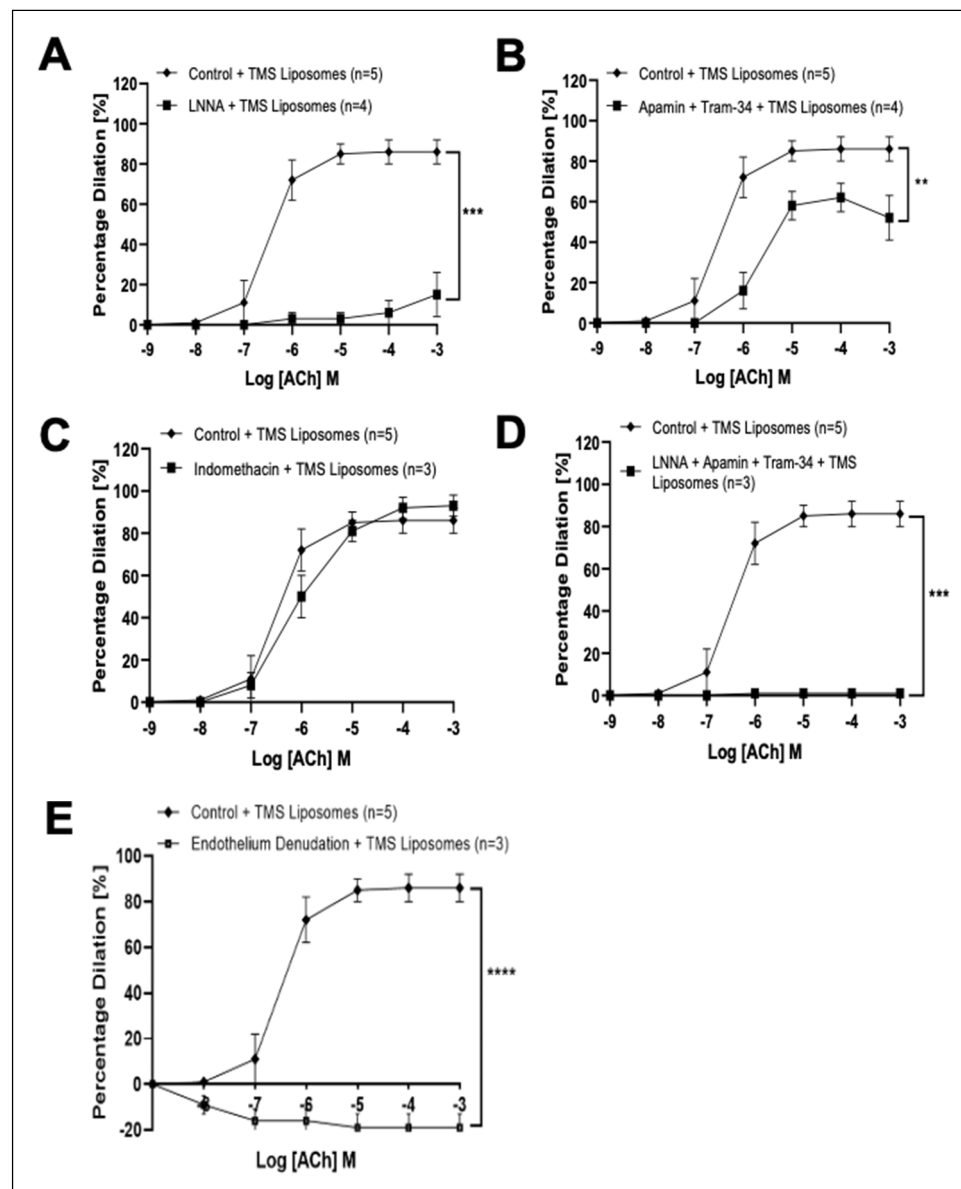 A
Control + TMS Liposomes (n=5)
LNNA + TMS Liposomes (n=4)
Percentage Dilation [%]
120
100
80
60
40
20
0
-9 -8 -7 -6 -5 -4 -3
Log [ACh] M
***
B
Control + TMS Liposomes (n=5)
Apamin + Tram-34 + TMS Liposomes (n=4)
Percentage Dilation [%]
120
100
80
60
40
20
0
-9 -8 -7 -6 -5 -4 -3
Log [ACh] M
**
C
Control + TMS Liposomes (n=5)
Indomethacin + TMS Liposomes (n=3)
Percentage Dilation [%]
120
100
80
60
40
20
0
-9 -8 -7 -6 -5 -4 -3
Log [ACh] M
D
Control + TMS Liposomes (n=5)
LNNA + Apamin + Tram-34 + TMS
Liposomes (n=3)
Percentage Dilation [%]
120
100
80
60
40
20
0
-9 -8 -7 -6 -5 -4 -3
Log [ACh] M
***
E
Control + TMS Liposomes (n=5)
Endothelium Denudation + TMS Liposomes (n=3)
Percentage Dilation [%]
100
80
60
40
20
0
-20
-8 -7 -6 -5 -4 -3
Log [ACh] M
****